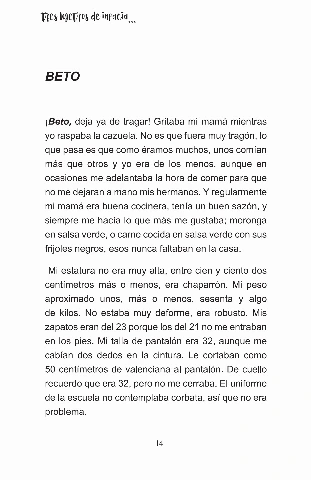 BETO
¡Beto, deja ya de tragar! Gritaba mi mamá mientras
yo raspaba la cazuela. No es que fuera muy tragón, lo
que pasa es que como éramos muchos, unos comían
más que otros y yo era de los menos, aunque en
ocasiones me adelantaba la hora de comer para que
no me dejaran a mano mis hermanos. Y regularmente
mi mamá era buena cocinera, tenía un buen sazón, y
siempre me hacía lo que más me gustaba; moronga
en salsa verde, o carne cocida en salsa verde con sus
frijoles negros, esos nunca faltaban en la casa.
Mi estatura no era muy alta, entre cien y ciento dos
centímetros más o menos, era chaparrón. Mi peso
aproximado unos, más o menos, sesenta y algo
de kilos. No estaba muy deforme, era robusto. Mis
zapatos eran del 23 porque los del 21 no me entraban
en los pies. Mi talla de pantalón era 32, aunque me
cabían dos dedos en la cintura. Le cortaban como
50 centímetros de valenciana al pantalón. De cuello
recuerdo que era 32, pero no me cerraba. El uniforme
de la escuela no contemplaba corbata, así que no era
problema.
14